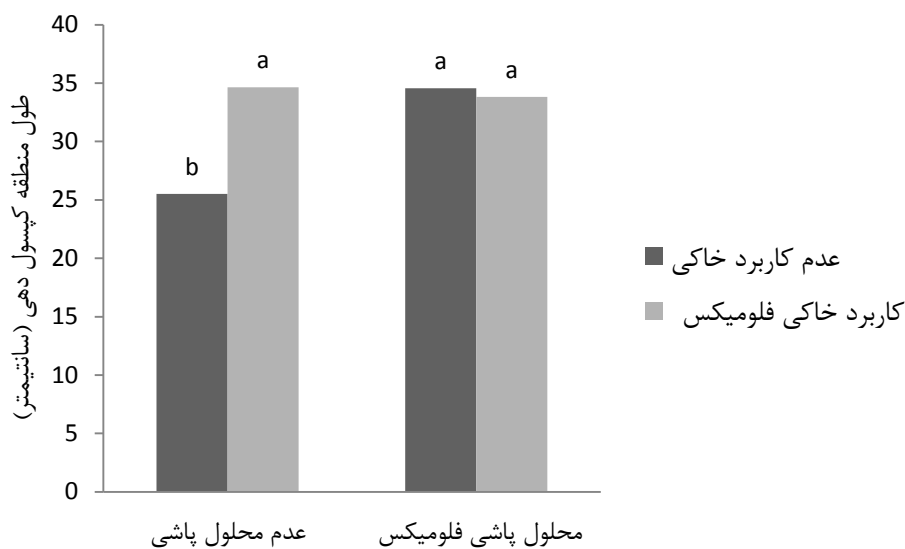 طول منطقه کپسول دهی (سانتیمتر)
40
35
30
25
20
15
10
5
0
b
a
a
a
عدم محلول پاشی
محلول پاشی فلومیکس
عدم کاربرد خاکی
کاربرد خاکی فلومیکس